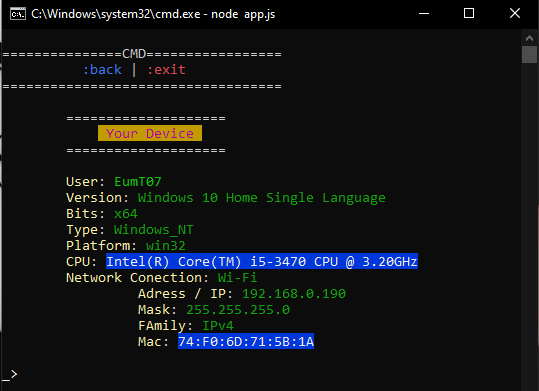 C:\Windows\system32\cmd.exe - node app.js
===============CMD=================
:back | :exit
===================================
====================
Your Device
====================
User: EumT07
Version: Windows 10 Home Single Language
Bits: x64
Type: Windows_NT
Platform: win32
CPU: Intel(R) Core(TM) i5-3470 CPU @ 3.20GHz
Network Conection: Wi-Fi
Adress / IP: 192.168.0.190
Mask: 255.255.255.0
FAmily: IPv4
Mac: 74:F0:6D:71:5B:1A
_>